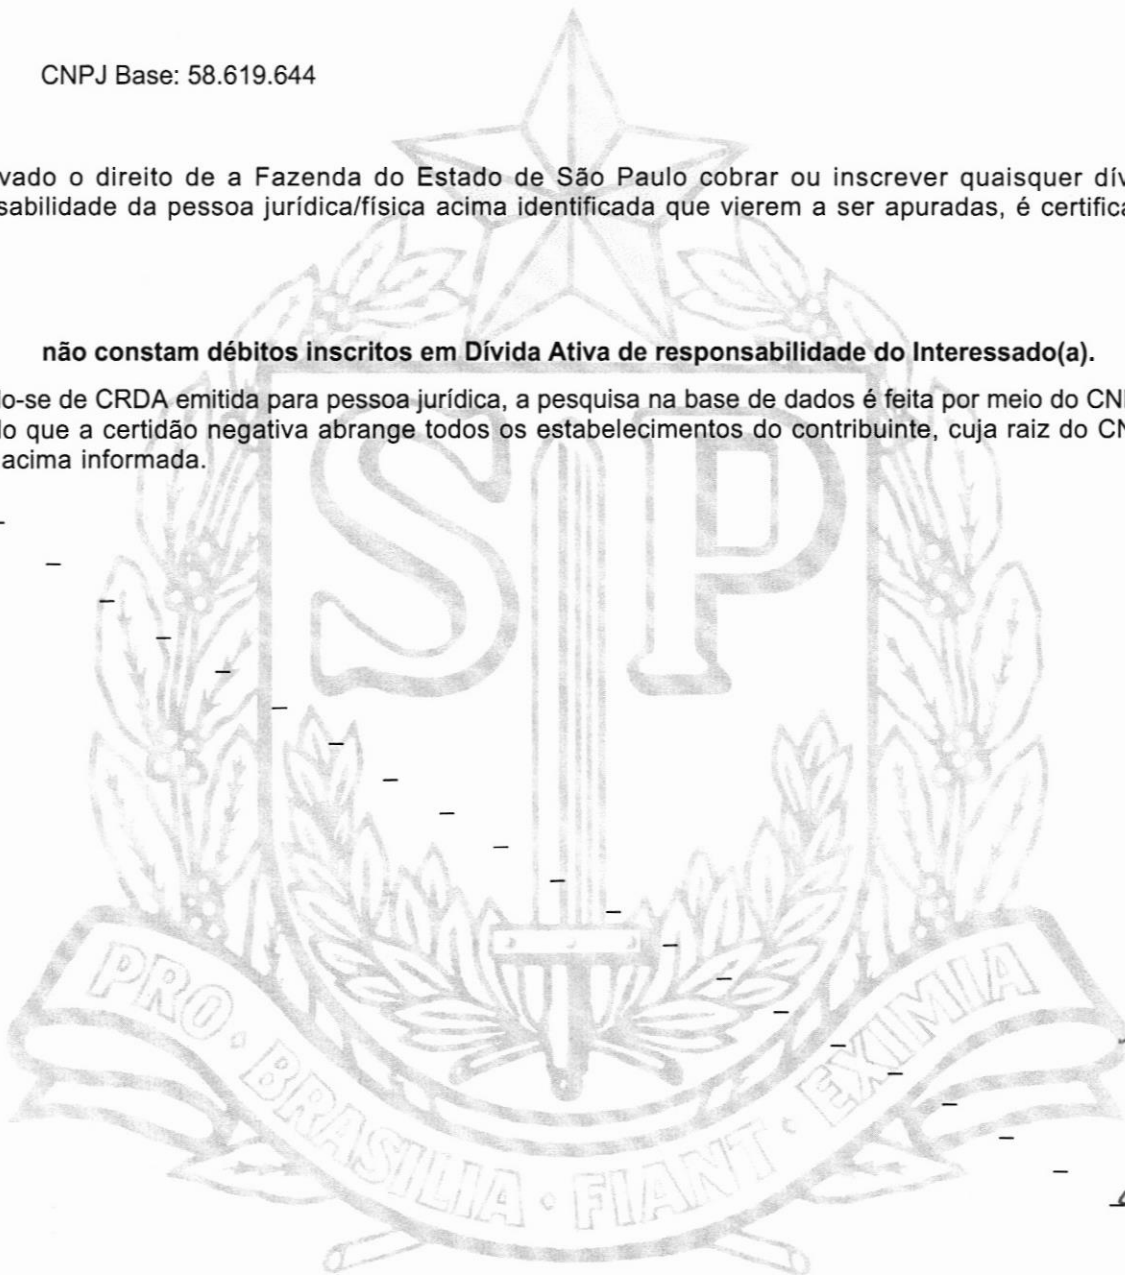 CNPJ Base: 58.619.644
vado o direito de a Fazenda do Estado de São Paulo cobrar ou inscrever quaisquer dív
sabilidade da pessoa jurídica/física acima identificada que vierem a ser apuradas, é certifica
não constam débitos inscritos em Dívida Ativa de responsabilidade do Interessado(a).
o-se de CRDA emitida para pessoa jurídica, a pesquisa na base de dados é feita por meio do CN
do que a certidão negativa abrange todos os estabelecimentos do contribuinte, cuja raiz do CN
acima informada.
SP
PRO · BRASILIA · FIANT · EXIMIA